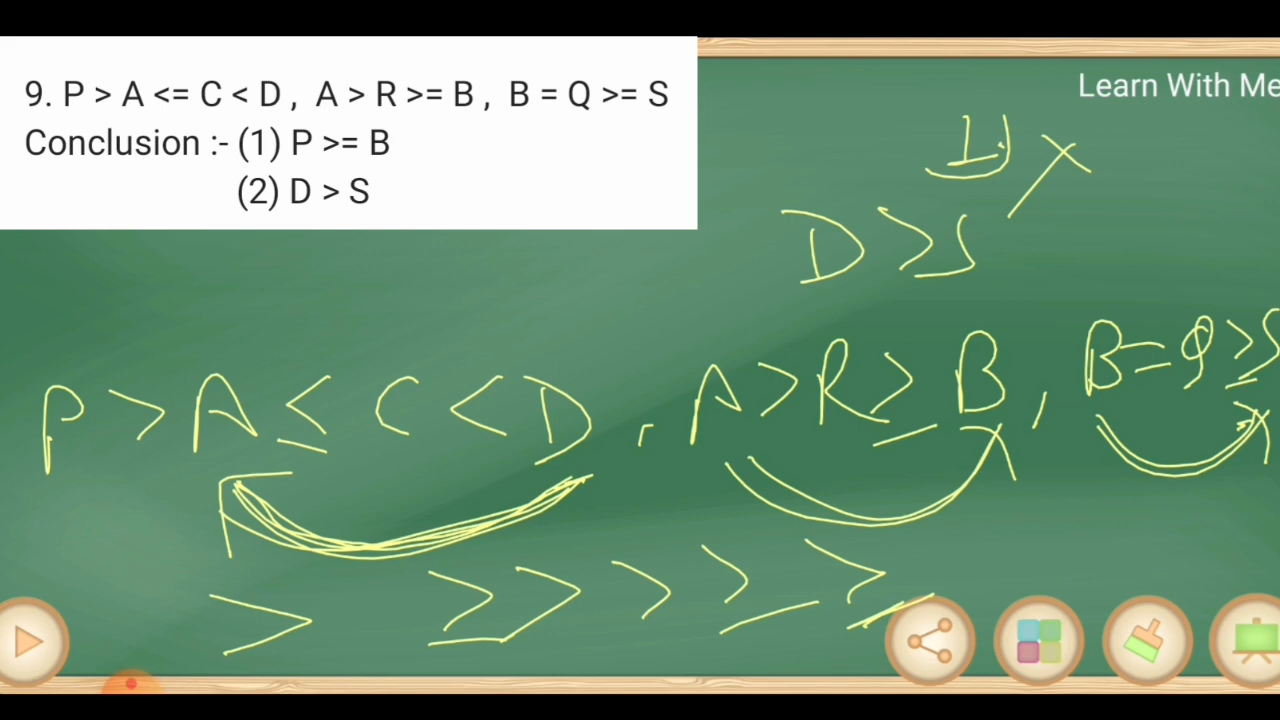 9. P > A <= C < D ,  A > R >= B ,  B = Q >= S
Conclusion :- (1) P >= B
(2) D > S
Learn With Me
D > S
P > A ≤ C < D , A > R ≥ B , B = Q ≥ S
> ≥ > > ≥ ≥